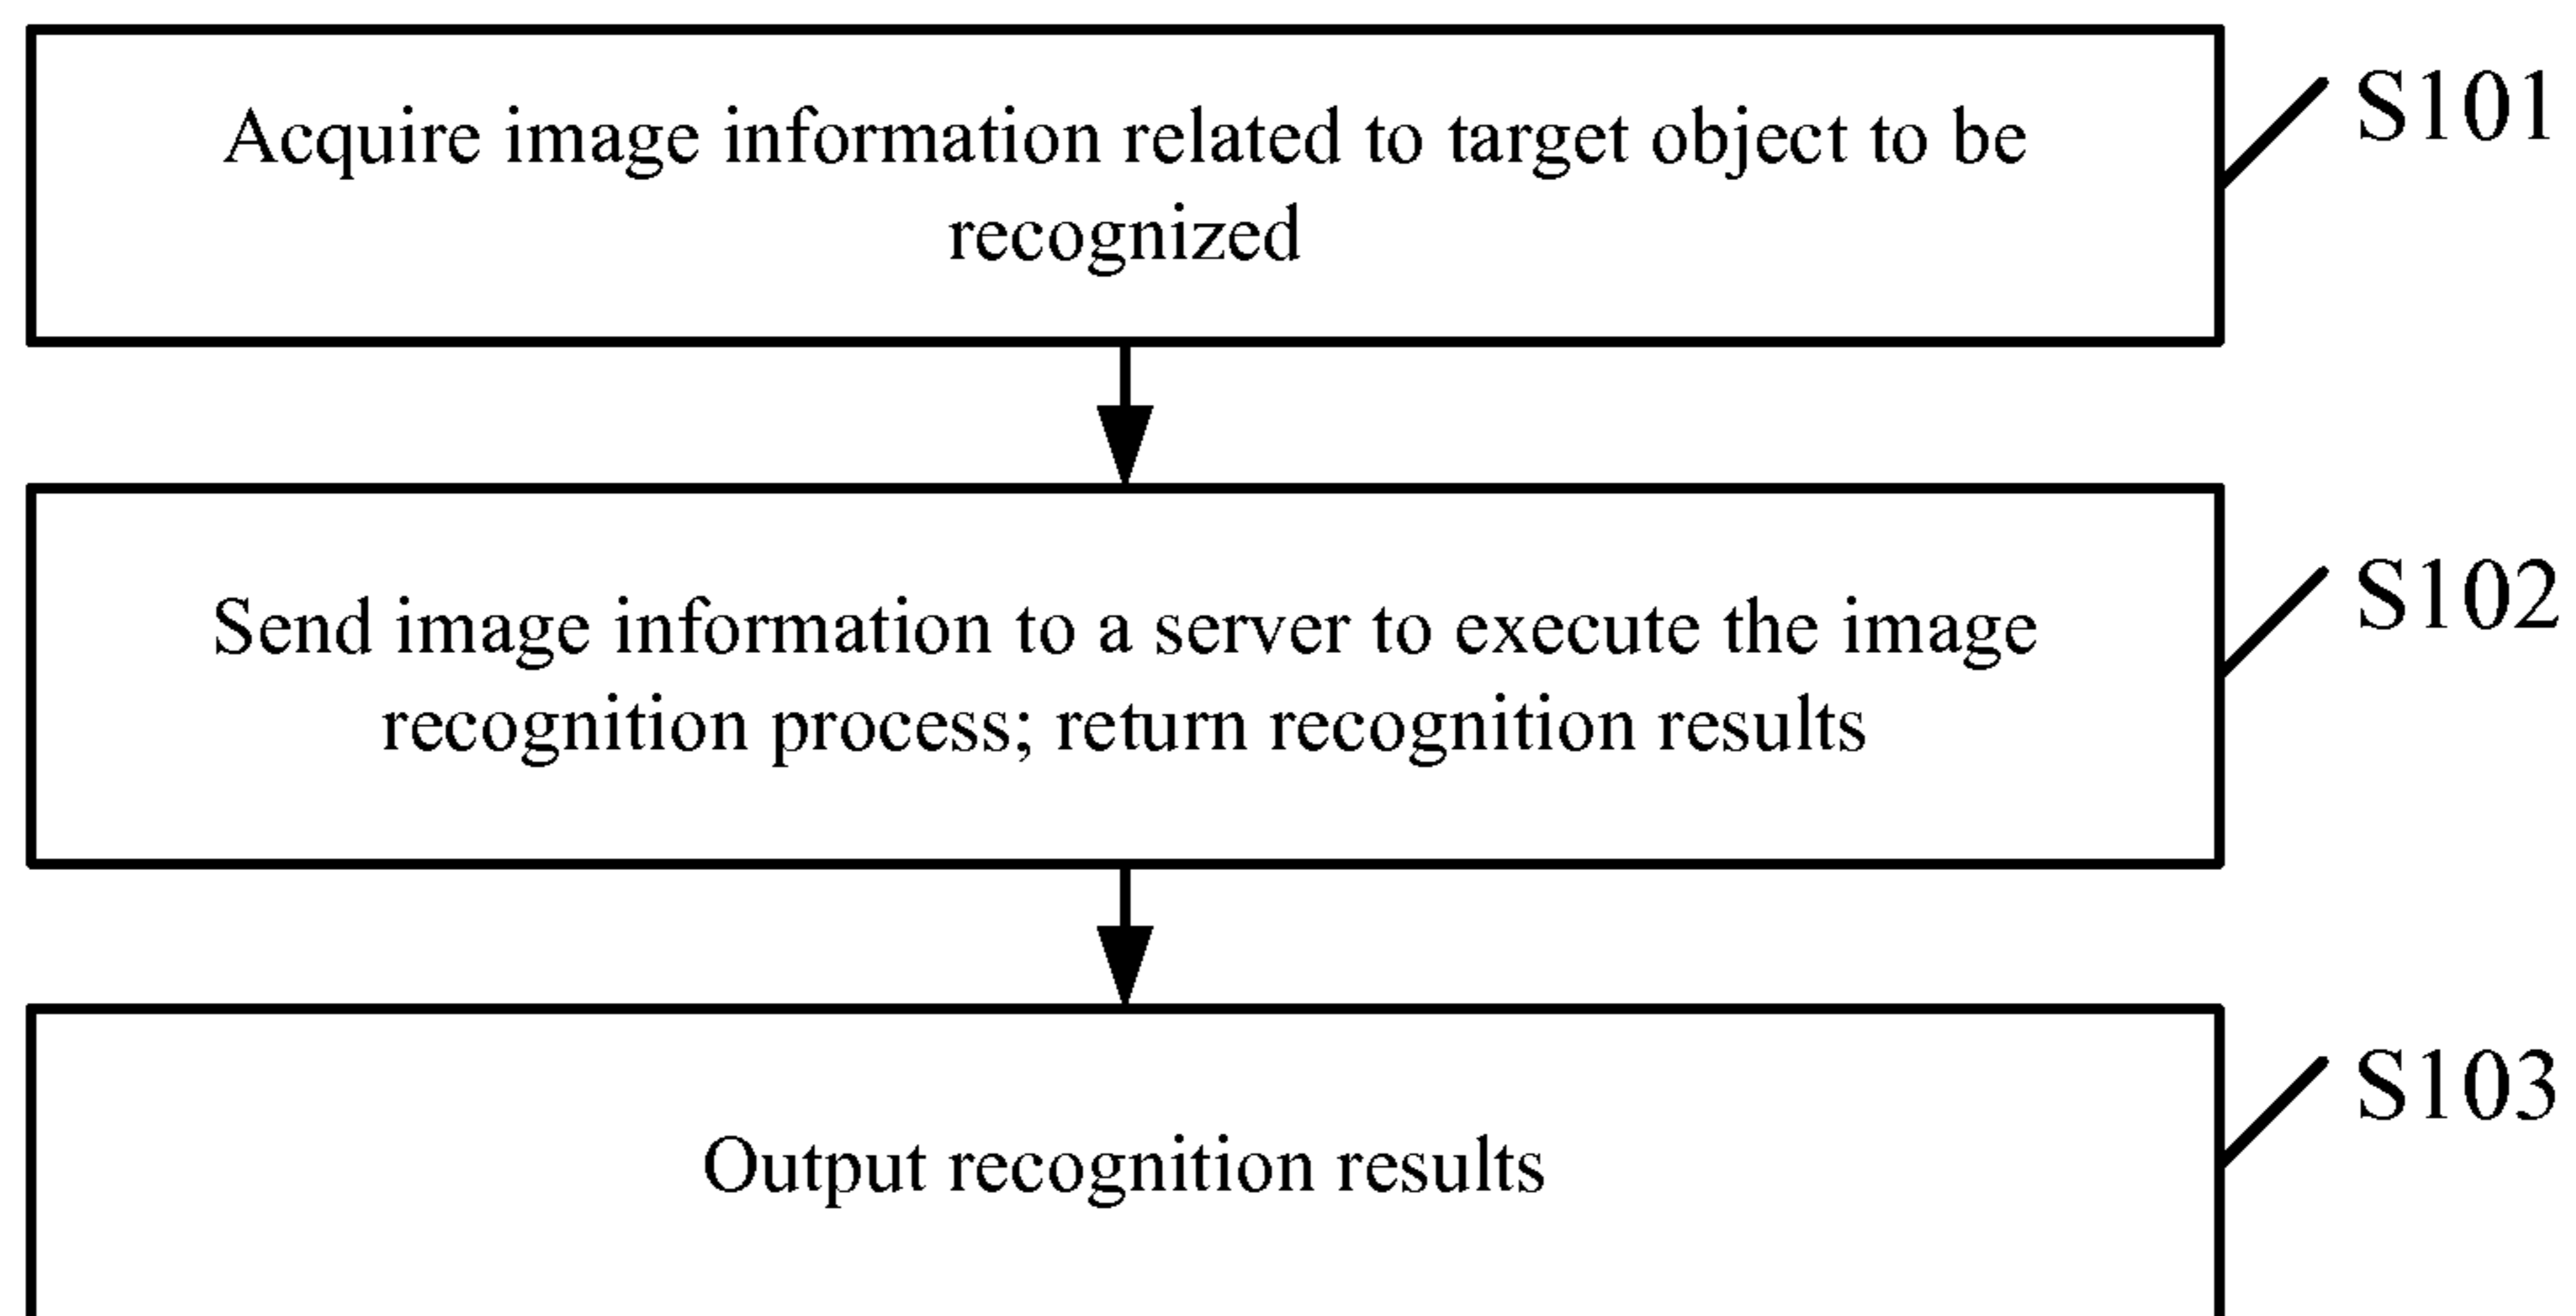 Acquire image information related to target object to be
recognized
S101
Send image information to a server to execute the image
recognition process; return recognition results
S102
Output recognition results
S103